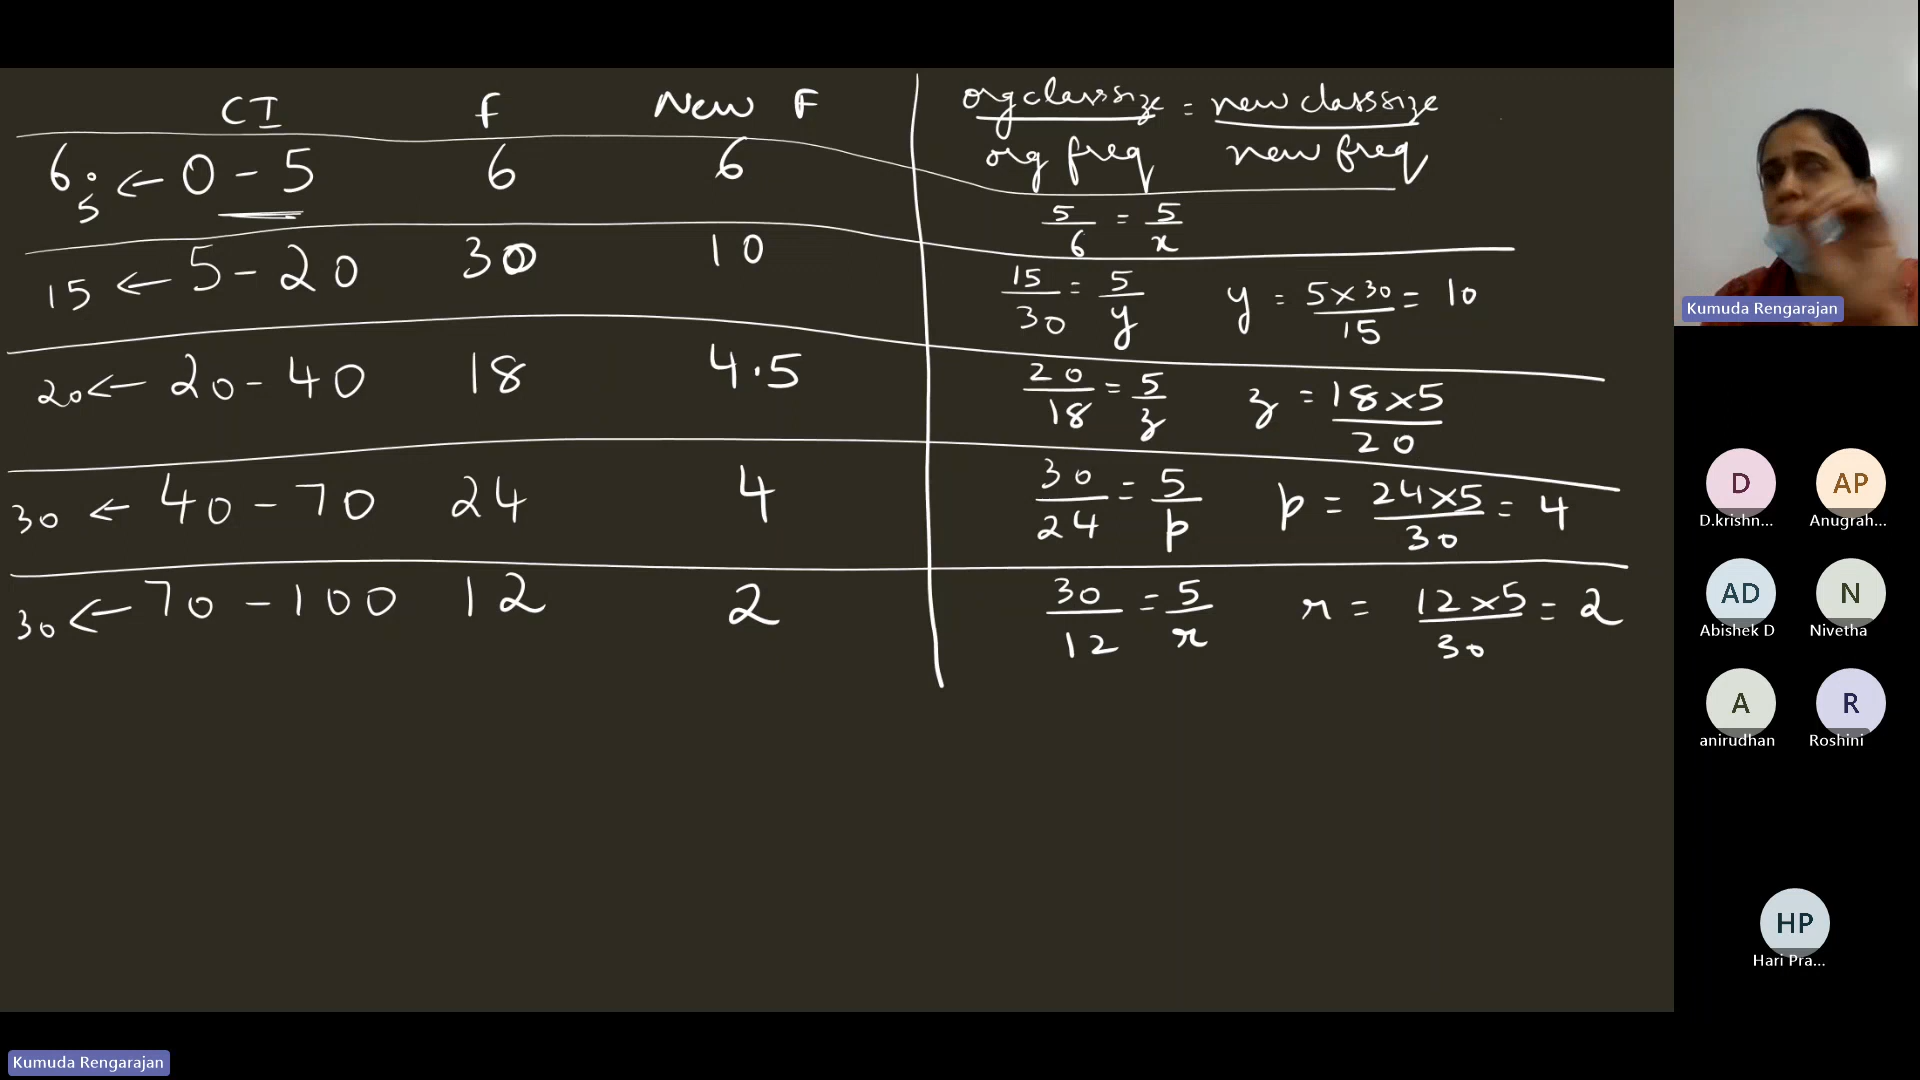 CI f New F
6. 5 ← 0 - 5 6 6
15 ← 5 - 20 30 10
20 ← 20 - 40 18 4.5
30 ← 40 - 70 24 4
30 ← 70 - 100 12 2
org class size / org freq = new class size / new freq
5/6 = 5/x
15/30 = 5/y y = 5 x 30 / 15 = 10
20/18 = 5/z z = 18 x 5 / 20
30/24 = 5/p p = 24 x 5 / 30 = 4
30/12 = 5/r r = 12 x 5 / 30 = 2
Kumuda Rengarajan
D AP
D.krishn... Anugrah...
AD N
Abishek D Nivetha
A R
anirudhan Roshini
HP
Hari Pra...
Kumuda Rengarajan